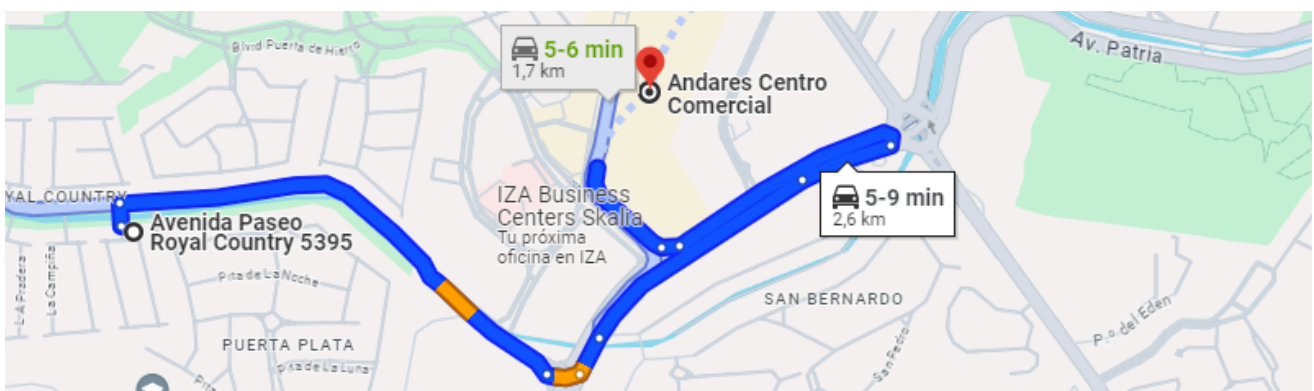 Blvd Puerta de Hierro
5-6 min
1,7 km
Andares Centro
Comercial
Av. Patria
YAL COUNTRY
Avenida Paseo
Royal Country 5395
IZA Business
Centers Skalia
Tu próxima
oficina en IZA
5-9 min
2,6 km
LA Pradera
La Campiña
Pita de La Noche
SAN BERNARDO
P.º del Eden
PUERTA PLATA
Pita de La Luna
San Pedro